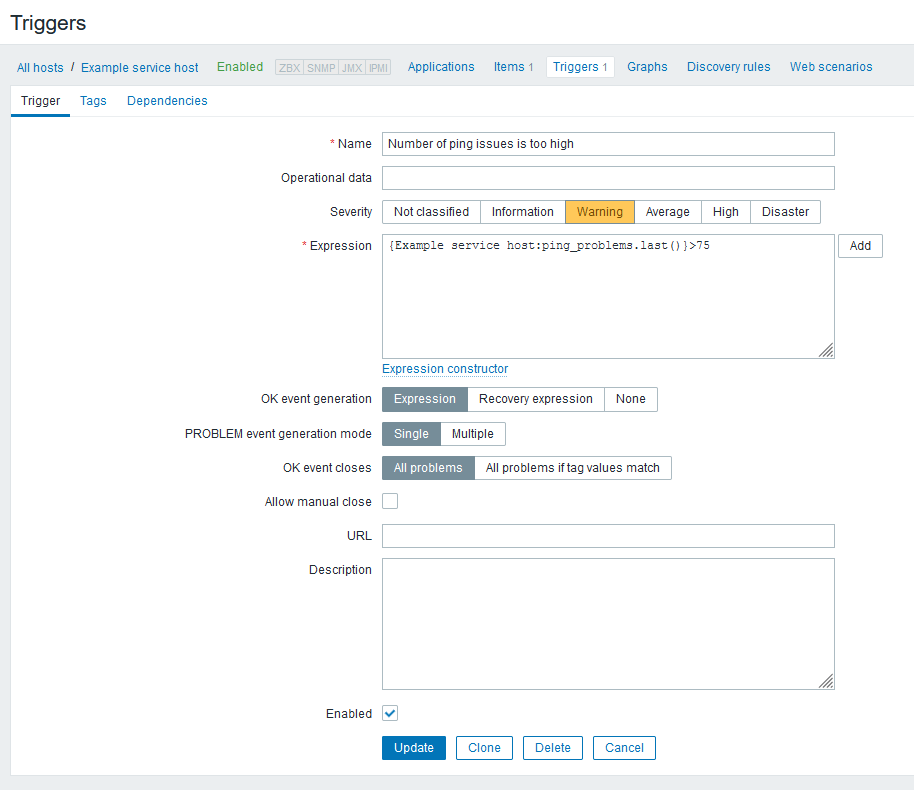 Triggers
All hosts / Example service host Enabled ZBX SNMP JMX IPMI Applications Items 1 Triggers 1 Graphs Discovery rules Web scenarios
Trigger Tags Dependencies
* Name Number of ping issues is too high
Operational data
Severity Not classified Information Warning Average High Disaster
* Expression {Example service host:ping_problems.last()}>75 Add
Expression constructor
OK event generation Expression Recovery expression None
PROBLEM event generation mode Single Multiple
OK event closes All problems All problems if tag values match
Allow manual close
URL
Description
Enabled
Update Clone Delete Cancel